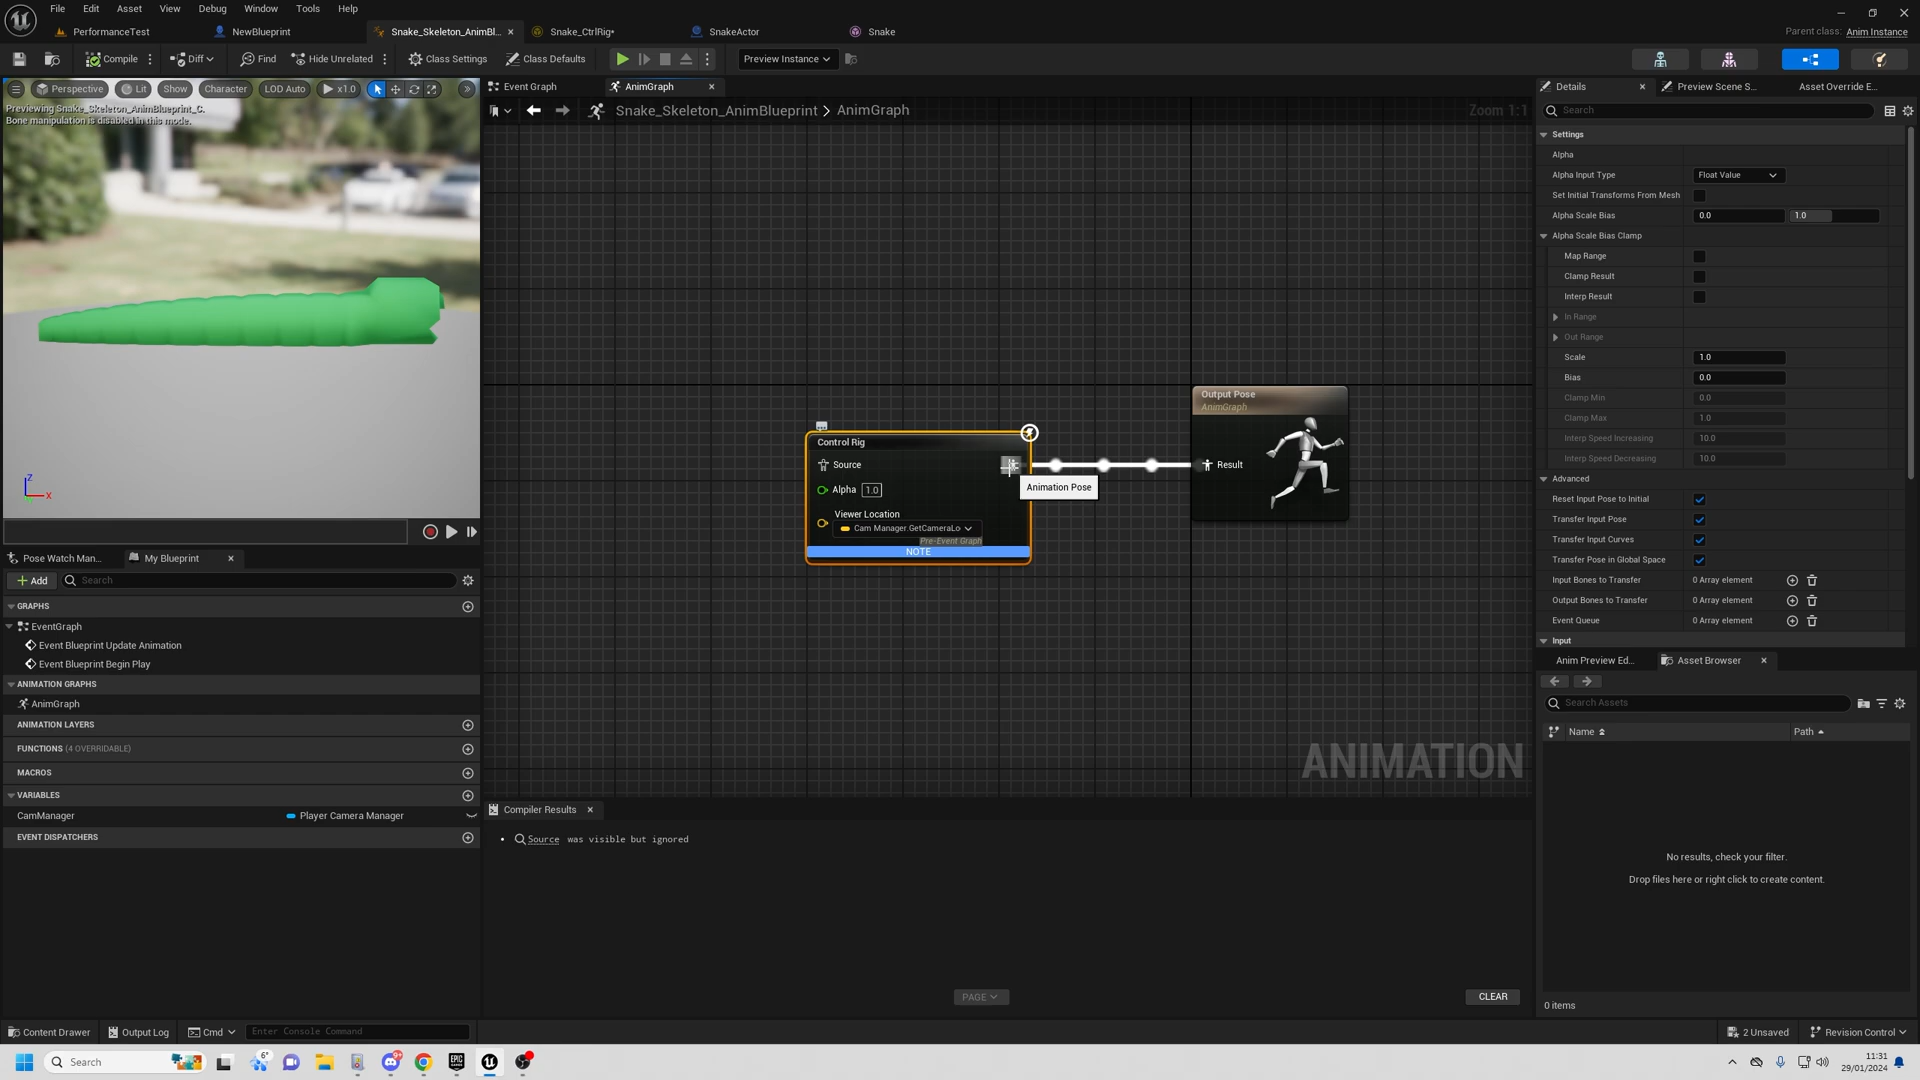 File Edit Asset View Debug Window Tools Help
PerformanceTest NewBlueprint Snake_Skeleton_AnimBl... Snake_CtrlRig* SnakeActor Snake
Parent class: Anim Instance
Compile Diff Find Hide Unrelated Class Settings Class Defaults Preview Instance
Perspective Lit Show Character LOD Auto x1.0
Previewing Snake_Skeleton_AnimBlueprint_C.
Bone manipulation is disabled in this mode.
Z
X
Event Graph AnimGraph
Snake_Skeleton_AnimBlueprint > AnimGraph
Zoom 1:1
Control Rig
Source
Alpha 1.0
Viewer Location
Cam Manager.GetCameraLo
Pre-Event Graph
NOTE
Animation Pose
Output Pose
AnimGraph
Result
ANIMATION
Pose Watch Man... My Blueprint
Add Search
GRAPHS
EventGraph
Event Blueprint Update Animation
Event Blueprint Begin Play
ANIMATION GRAPHS
AnimGraph
ANIMATION LAYERS
FUNCTIONS (4 OVERRIDABLE)
MACROS
VARIABLES
CamManager Player Camera Manager
EVENT DISPATCHERS
Compiler Results
Source was visible but ignored
PAGE CLEAR
Details Preview Scene S... Asset Override E...
Search
Settings
Alpha
Alpha Input Type Float Value
Set Initial Transforms From Mesh
Alpha Scale Bias 0.0 1.0
Alpha Scale Bias Clamp
Map Range
Clamp Result
Interp Result
In Range
Out Range
Scale 1.0
Bias 0.0
Clamp Min 0.0
Clamp Max 1.0
Interp Speed Increasing 10.0
Interp Speed Decreasing 10.0
Advanced
Reset Input Pose to Initial
Transfer Input Pose
Transfer Input Curves
Transfer Pose in Global Space
Input Bones to Transfer 0 Array element
Output Bones to Transfer 0 Array element
Event Queue 0 Array element
Input
Anim Preview Ed... Asset Browser
Search Assets
Name Path
No results, check your filter.
Drop files here or right click to create content.
0 items
Content Drawer Output Log Cmd Enter Console Command 2 Unsaved Revision Control
Search 6° 9+ EPIC GAMES
11:31
29/01/2024